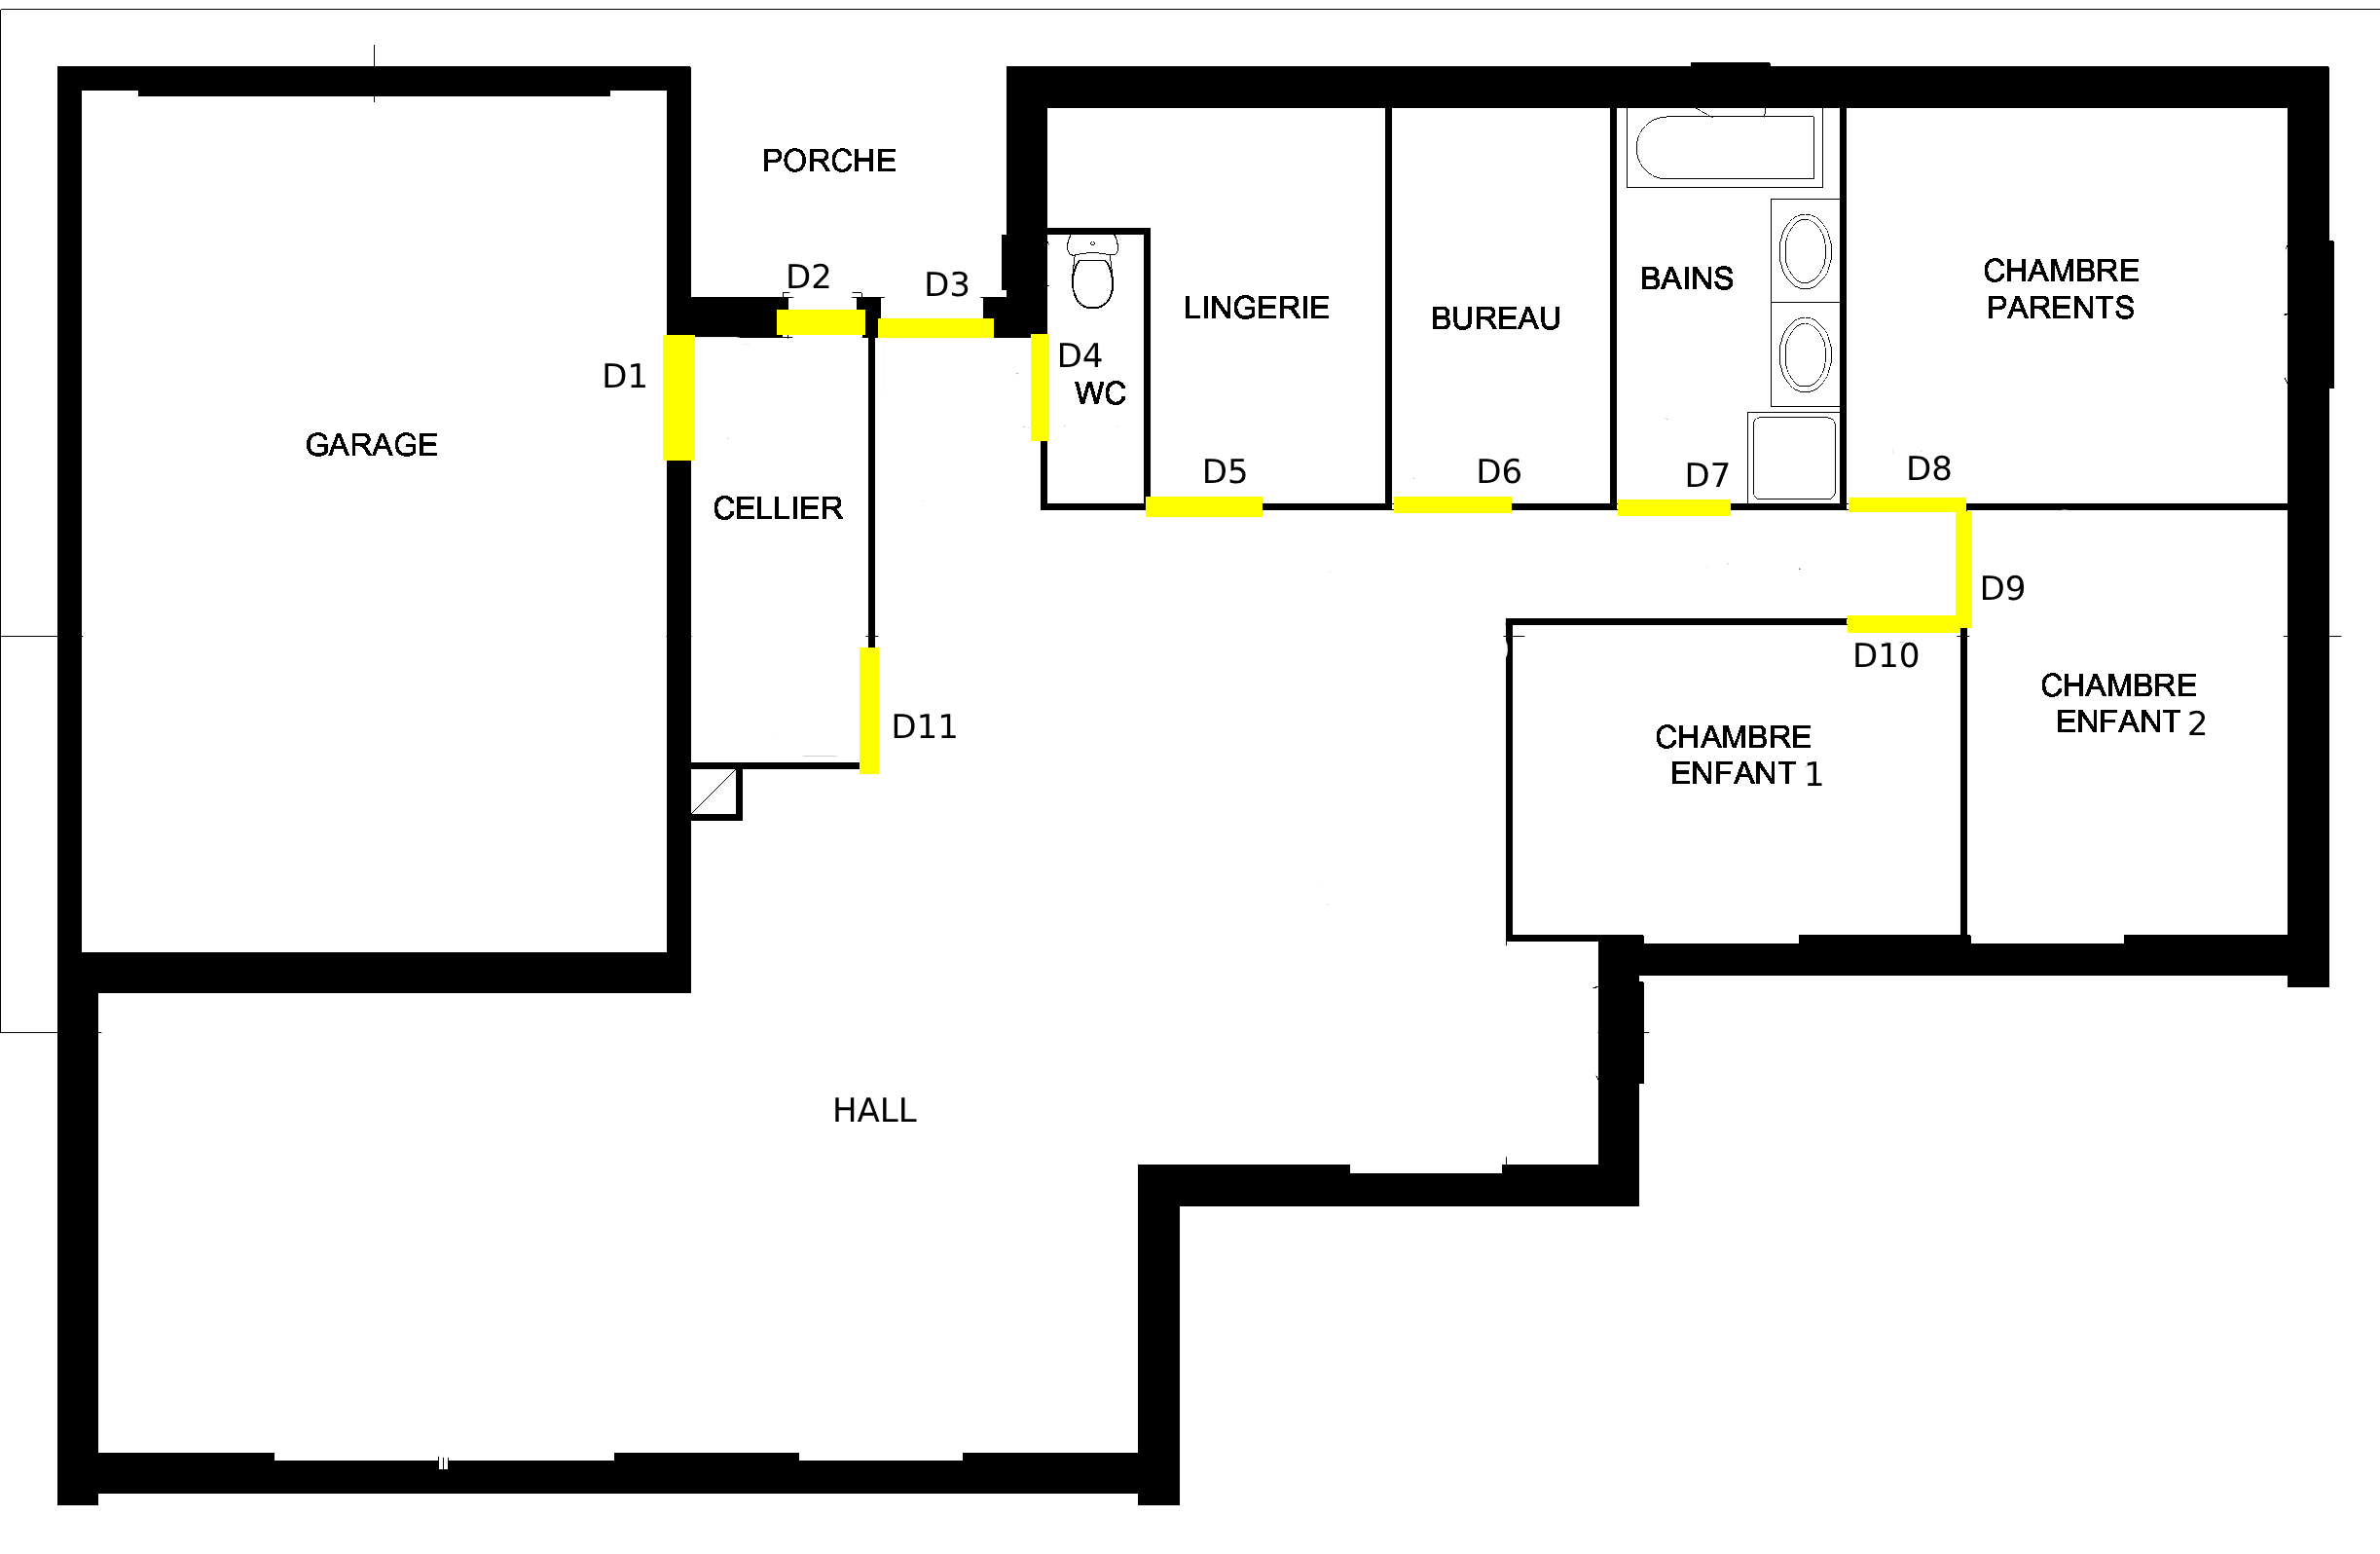 PORCHE
D2
D3
D1
GARAGE
CELLIER
D11
D4
WC
LINGERIE
D5
BUREAU
D6
BAINS
D7
CHAMBRE
PARENTS
D8
D9
D10
CHAMBRE
ENFANT 1
CHAMBRE
ENFANT 2
HALL